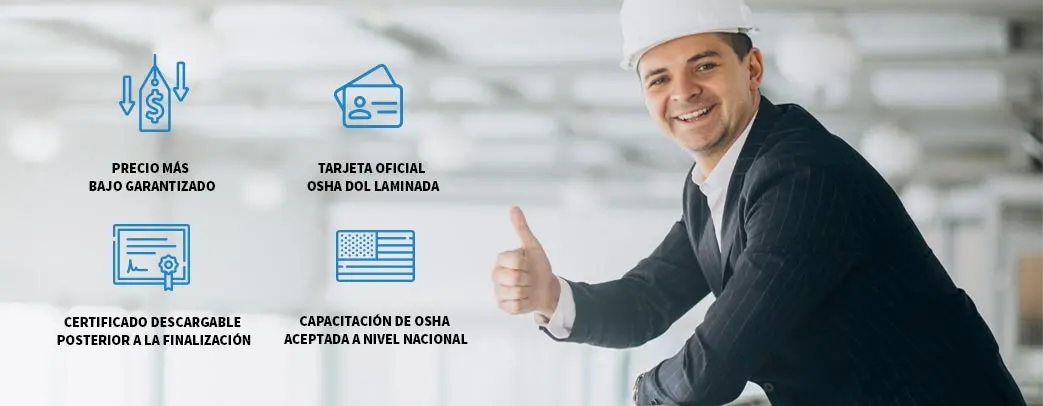 PRECIO MÁS
BAJO GARANTIZADO
TARJETA OFICIAL
OSHA DOL LAMINADA
CERTIFICADO DESCARGABLE
POSTERIOR A LA FINALIZACIÓN
CAPACITACIÓN DE OSHA
ACEPTADA A NIVEL NACIONAL